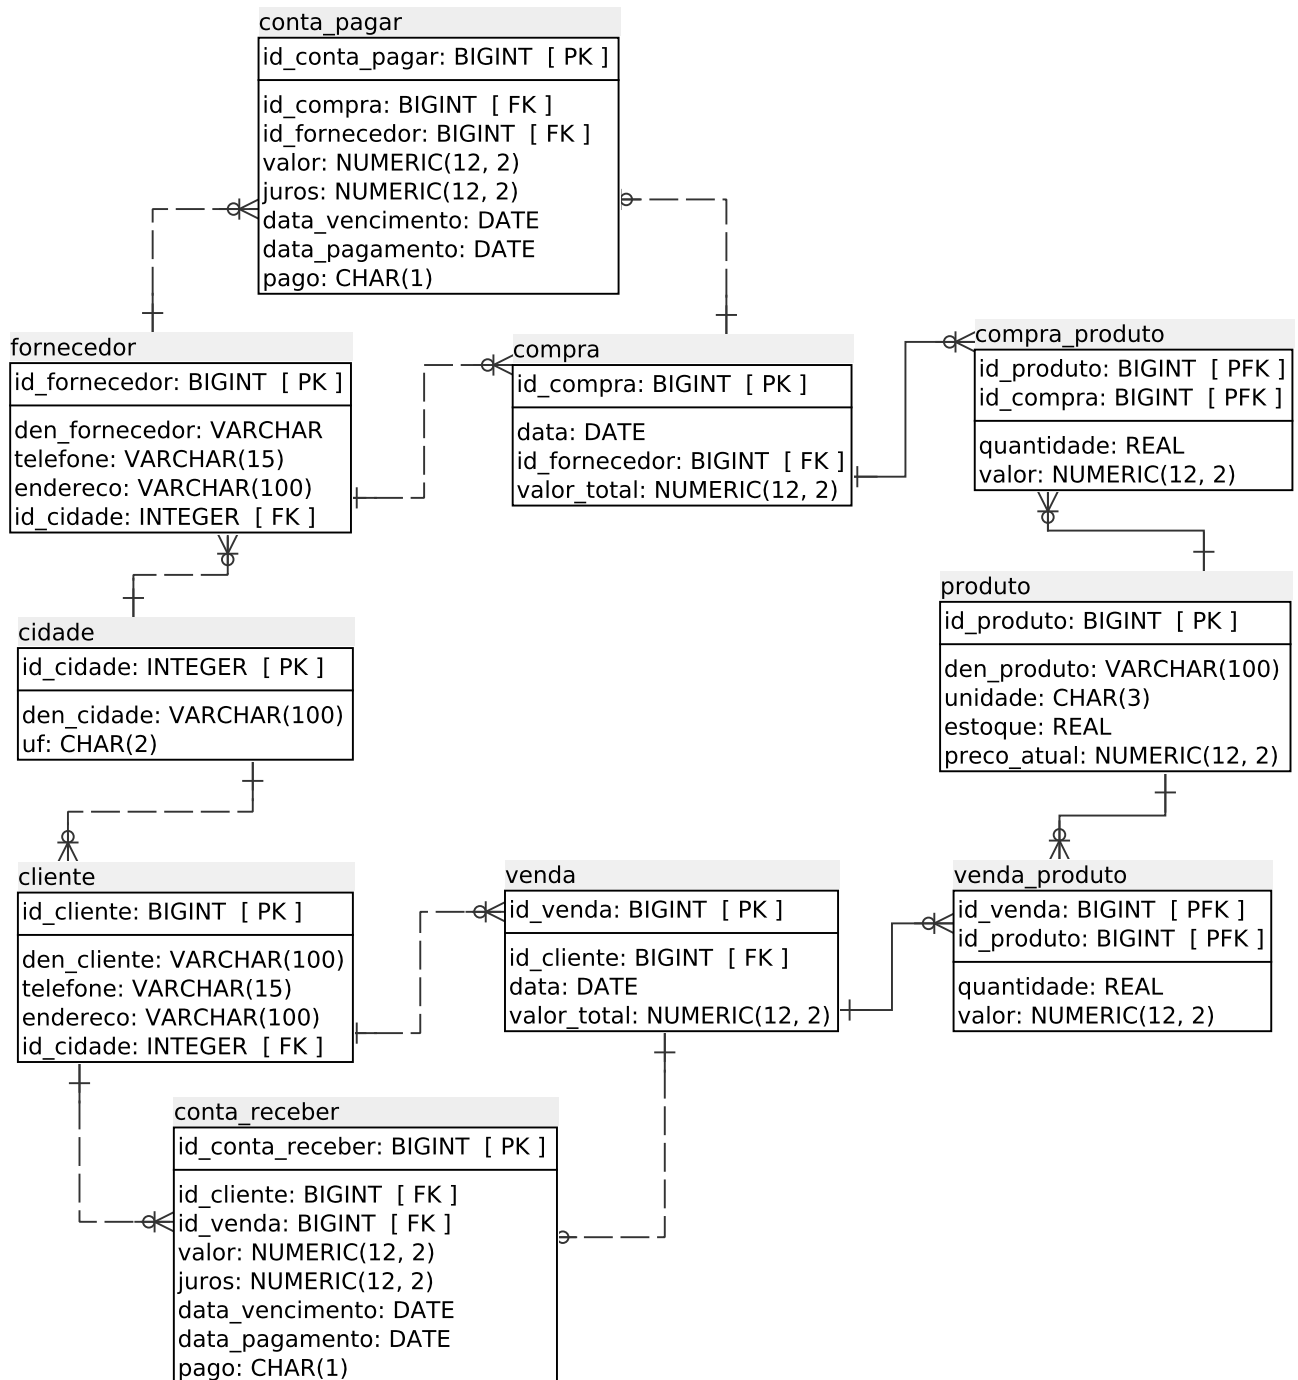 conta_pagar
id_conta_pagar: BIGINT [ PK ]
id_compra: BIGINT [ FK ]
id_fornecedor: BIGINT [ FK ]
valor: NUMERIC(12, 2)
juros: NUMERIC(12, 2)
data_vencimento: DATE
data_pagamento: DATE
pago: CHAR(1)
fornecedor
id_fornecedor: BIGINT [ PK ]
den_fornecedor: VARCHAR
telefone: VARCHAR(15)
endereco: VARCHAR(100)
id_cidade: INTEGER [ FK ]
compra
id_compra: BIGINT [ PK ]
data: DATE
id_fornecedor: BIGINT [ FK ]
valor_total: NUMERIC(12, 2)
compra_produto
id_produto: BIGINT [ PFK ]
id_compra: BIGINT [ PFK ]
quantidade: REAL
valor: NUMERIC(12, 2)
cidade
id_cidade: INTEGER [ PK ]
den_cidade: VARCHAR(100)
uf: CHAR(2)
produto
id_produto: BIGINT [ PK ]
den_produto: VARCHAR(100)
unidade: CHAR(3)
estoque: REAL
preco_atual: NUMERIC(12, 2)
cliente
id_cliente: BIGINT [ PK ]
den_cliente: VARCHAR(100)
telefone: VARCHAR(15)
endereco: VARCHAR(100)
id_cidade: INTEGER [ FK ]
venda
id_venda: BIGINT [ PK ]
id_cliente: BIGINT [ FK ]
data: DATE
valor_total: NUMERIC(12, 2)
venda_produto
id_venda: BIGINT [ PFK ]
id_produto: BIGINT [ PFK ]
quantidade: REAL
valor: NUMERIC(12, 2)
conta_receber
id_conta_receber: BIGINT [ PK ]
id_cliente: BIGINT [ FK ]
id_venda: BIGINT [ FK ]
valor: NUMERIC(12, 2)
juros: NUMERIC(12, 2)
data_vencimento: DATE
data_pagamento: DATE
pago: CHAR(1)